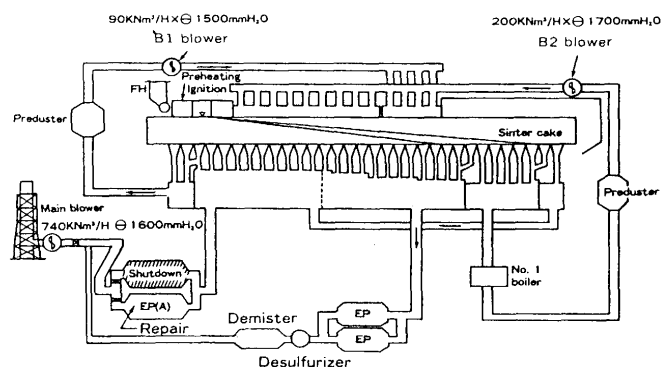 90KNm³/H×⊖1500mmH₂O
B1 blower
200KNm³/H×⊖1700mmH₂O
B2 blower
Preheating
Ignition
FH
Preduster
Sinter cake
Preduster
Main blower
740KNm³/H ⊖ 1600mmH₂O
Shutdown
EP(A)
Repair
No. 1
boiler
Demister
EP
EP
Desulfurizer